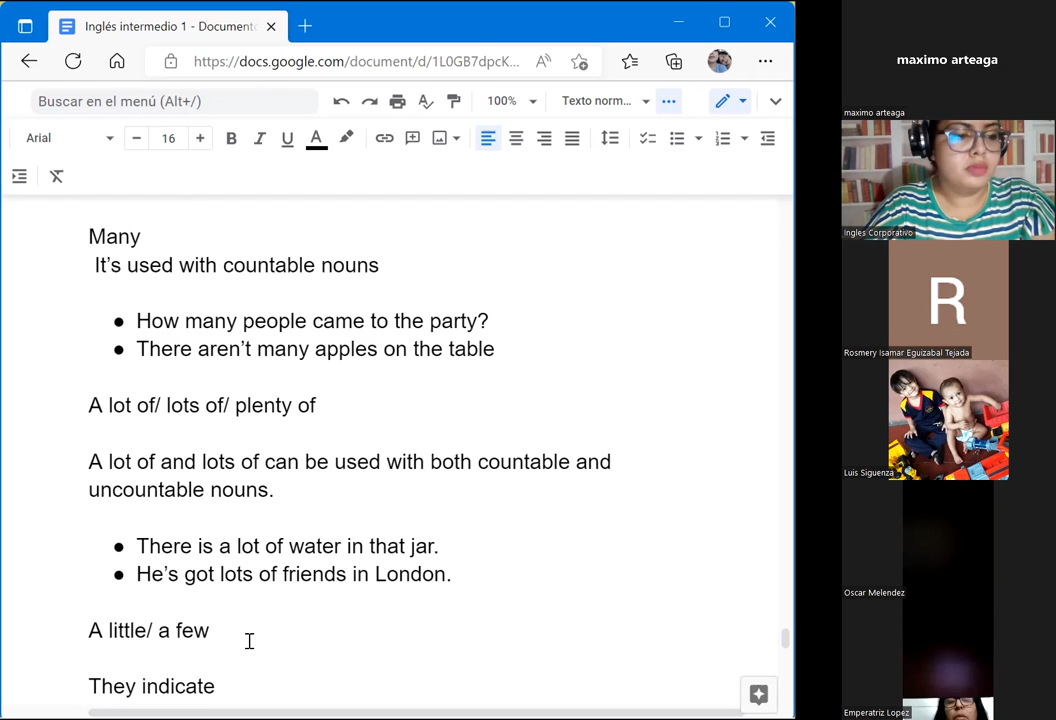 Inglés intermedio 1 - Document
https://docs.google.com/document/d/1L0GB7dpcK...
Buscar en el menú (Alt+/)
100%
Texto norm...
Arial
16
B I U A
Many
It's used with countable nouns
● How many people came to the party?
● There aren't many apples on the table
A lot of/ lots of/ plenty of
A lot of and lots of can be used with both countable and
uncountable nouns.
● There is a lot of water in that jar.
● He's got lots of friends in London.
A little/ a few
They indicate
maximo arteaga
maximo arteaga
Ingles Corporativo
R
Rosmery Isamar Eguizabal Tejada
Luis Siguenza
Oscar Melendez
Emperatriz Lopez